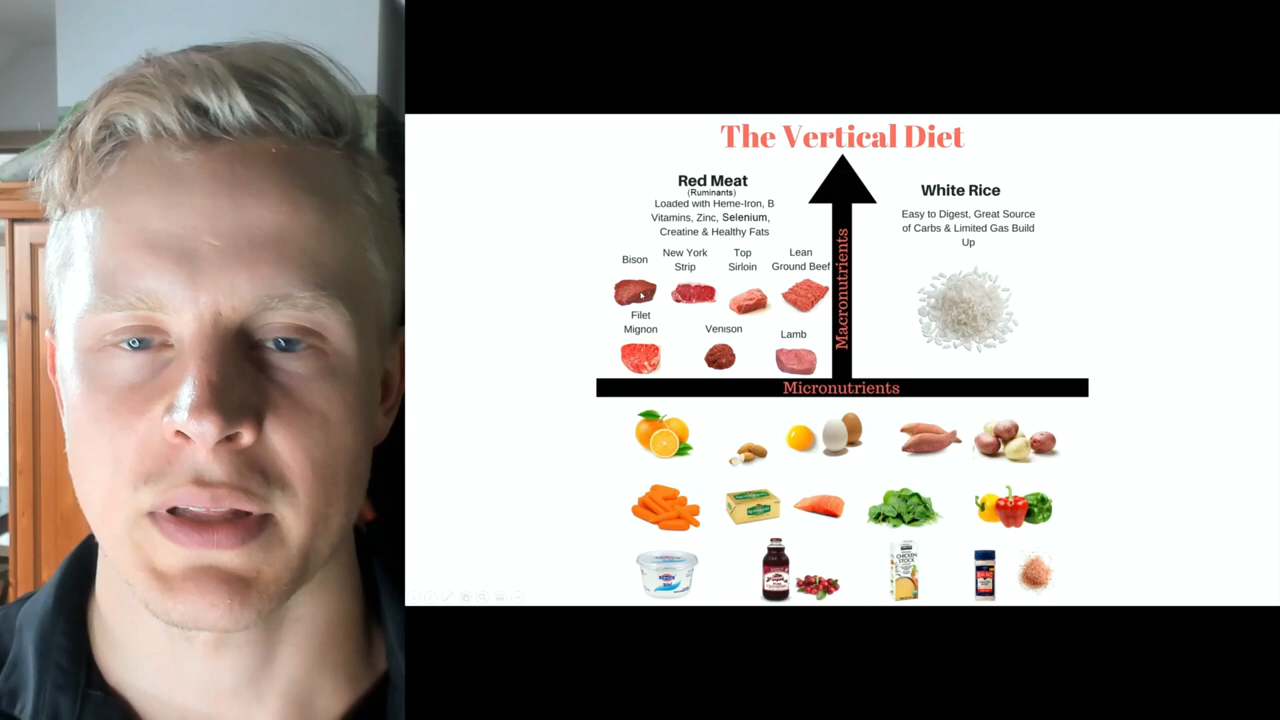 The Vertical Diet
Red Meat
(Ruminants)
Loaded with Heme-Iron, B
Vitamins, Zinc, Selenium,
Creatine & Healthy Fats
Bison
New York
Strip
Top
Sirloin
Lean
Ground Beef
Filet
Mignon
Venison
Lamb
Macronutrients
White Rice
Easy to Digest, Great Source
of Carbs & Limited Gas Build
Up
Micronutrients
CHICKEN
STOCK